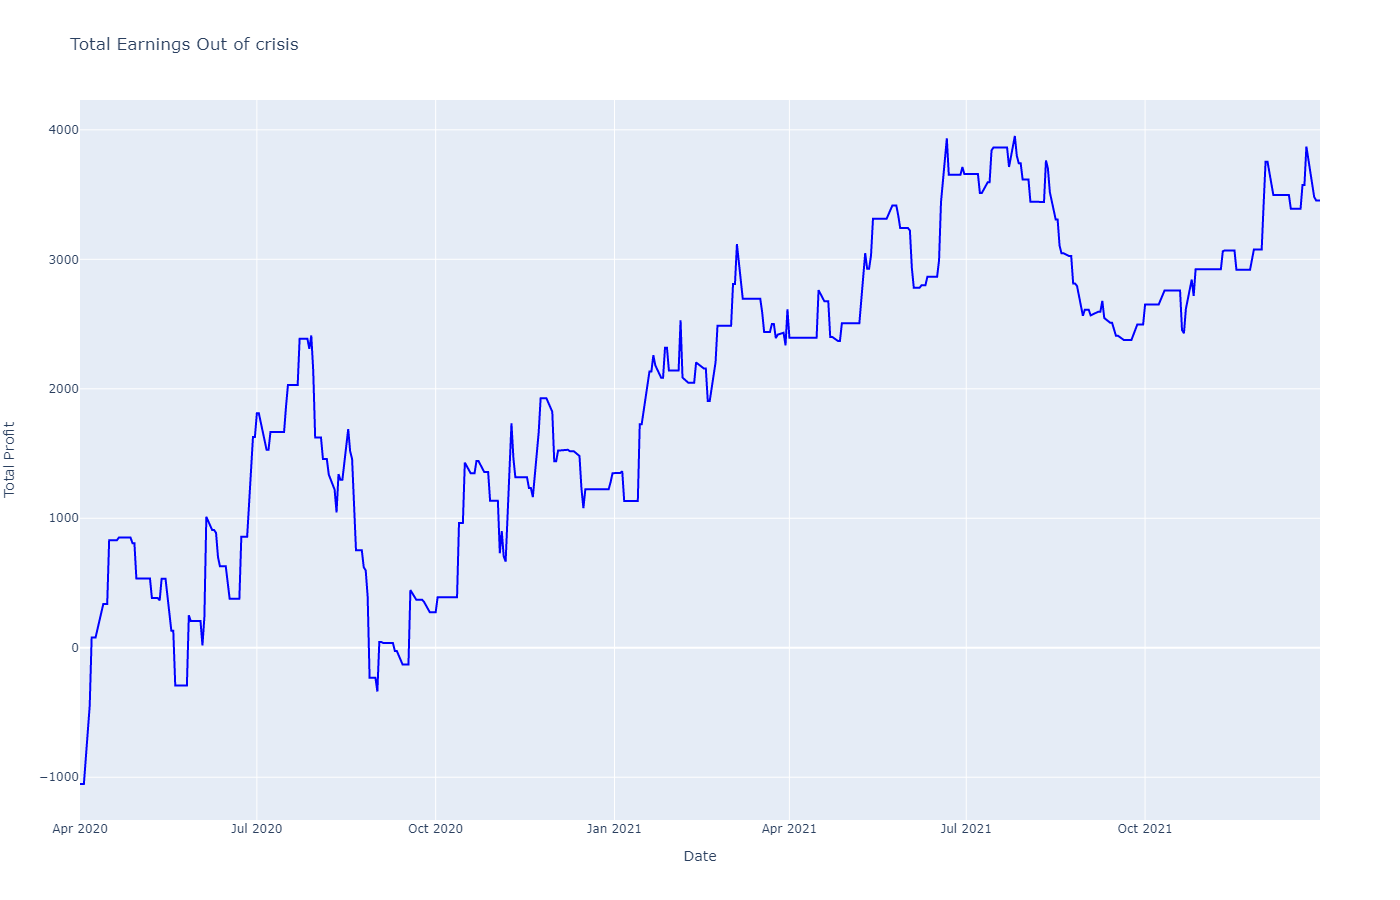 Total Earnings Out of crisis
Total Profit
4000
3000
2000
1000
0
−1000
Apr 2020
Jul 2020
Oct 2020
Jan 2021
Apr 2021
Jul 2021
Oct 2021
Date